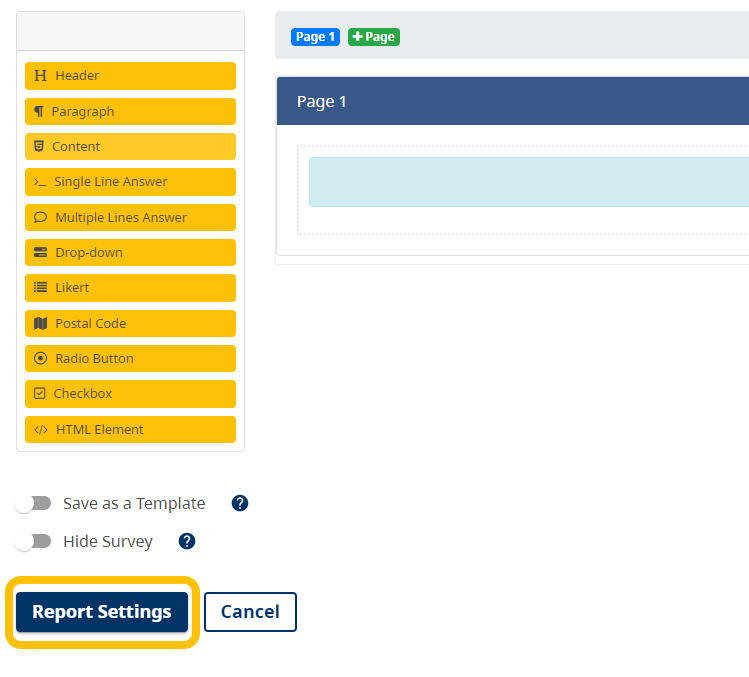 Page 1 + Page
Page 1
Header
Paragraph
Content
Single Line Answer
Multiple Lines Answer
Drop-down
Likert
Postal Code
Radio Button
Checkbox
HTML Element
Save as a Template ?
Hide Survey ?
Report Settings Cancel